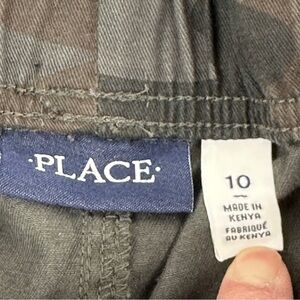 ·PLACE·
10
MADE IN
KENYA
FABRIQUÉ
AU KENYA